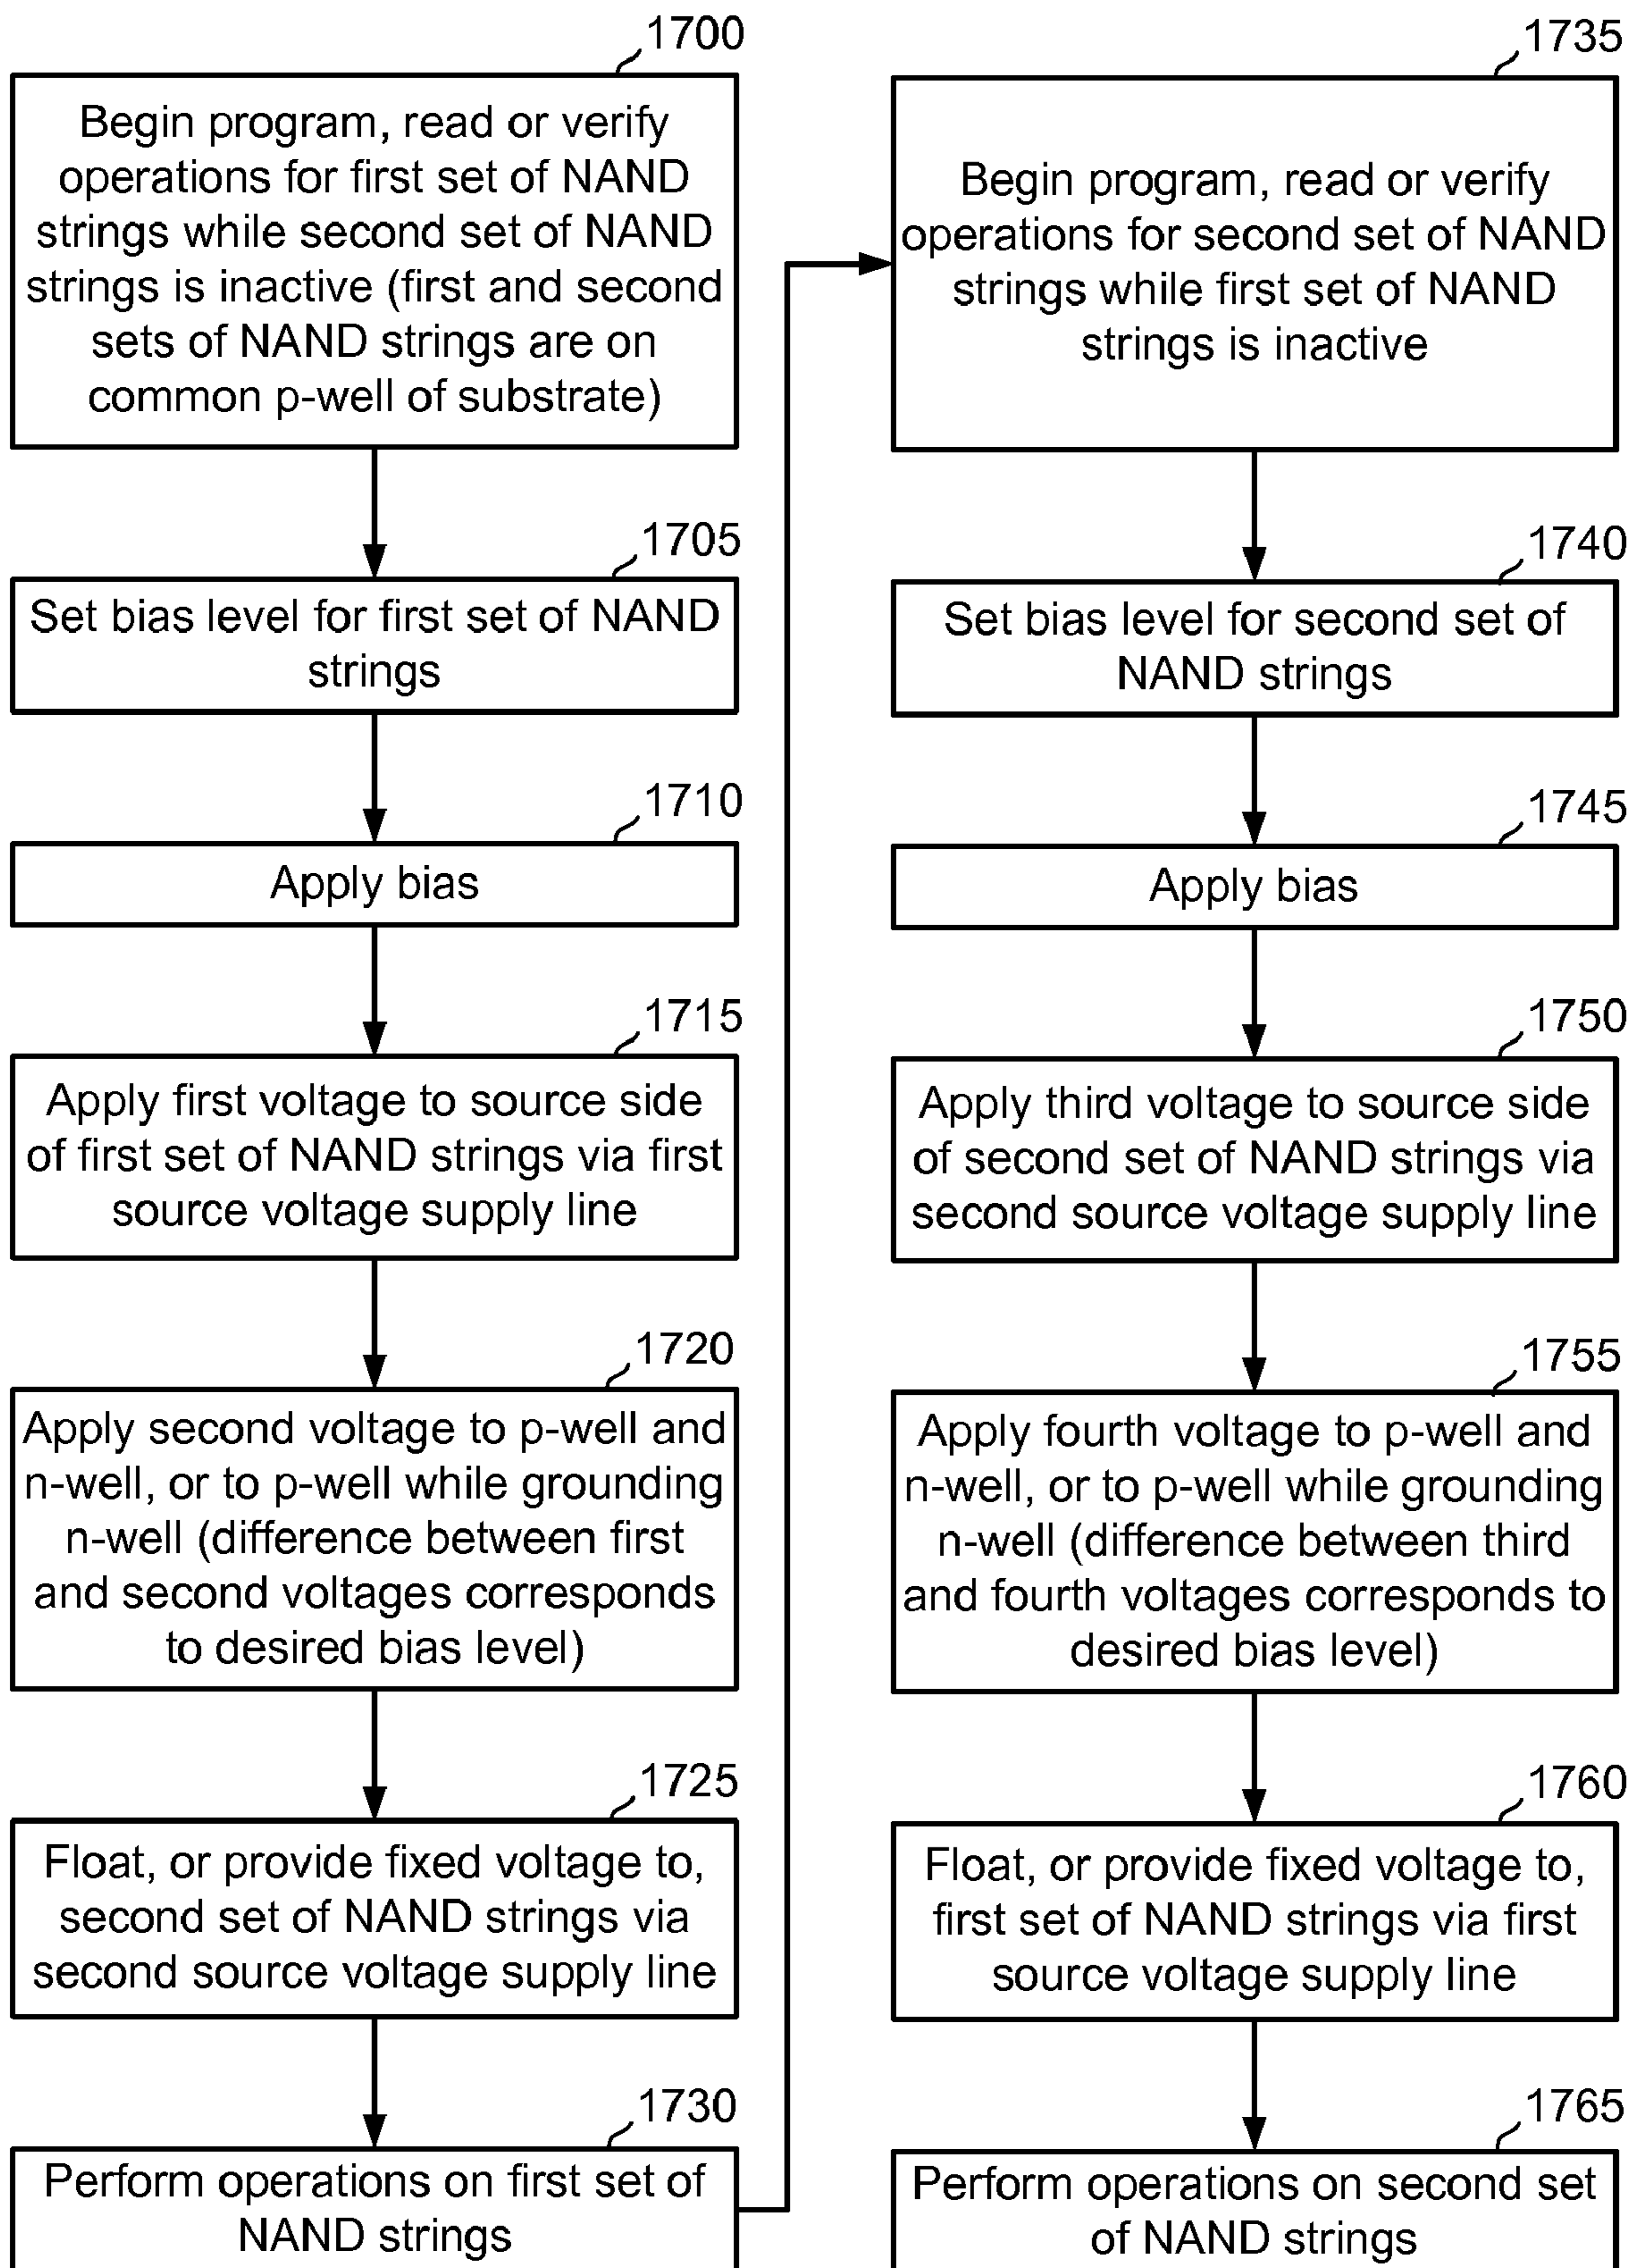 1700
Begin program, read or verify
operations for first set of NAND
strings while second set of NAND
strings is inactive (first and second
sets of NAND strings are on
common p-well of substrate)
1705
Set bias level for first set of NAND
strings
1710
Apply bias
1715
Apply first voltage to source side
of first set of NAND strings via first
source voltage supply line
1720
Apply second voltage to p-well and
n-well, or to p-well while grounding
n-well (difference between first
and second voltages corresponds
to desired bias level)
1725
Float, or provide fixed voltage to,
second set of NAND strings via
second source voltage supply line
1730
Perform operations on first set of
NAND strings
1735
Begin program, read or verify
operations for second set of NAND
strings while first set of NAND
strings is inactive
1740
Set bias level for second set of
NAND strings
1745
Apply bias
1750
Apply third voltage to source side
of second set of NAND strings via
second source voltage supply line
1755
Apply fourth voltage to p-well and
n-well, or to p-well while grounding
n-well (difference between third
and fourth voltages corresponds to
desired bias level)
1760
Float, or provide fixed voltage to,
first set of NAND strings via first
source voltage supply line
1765
Perform operations on second set
of NAND strings